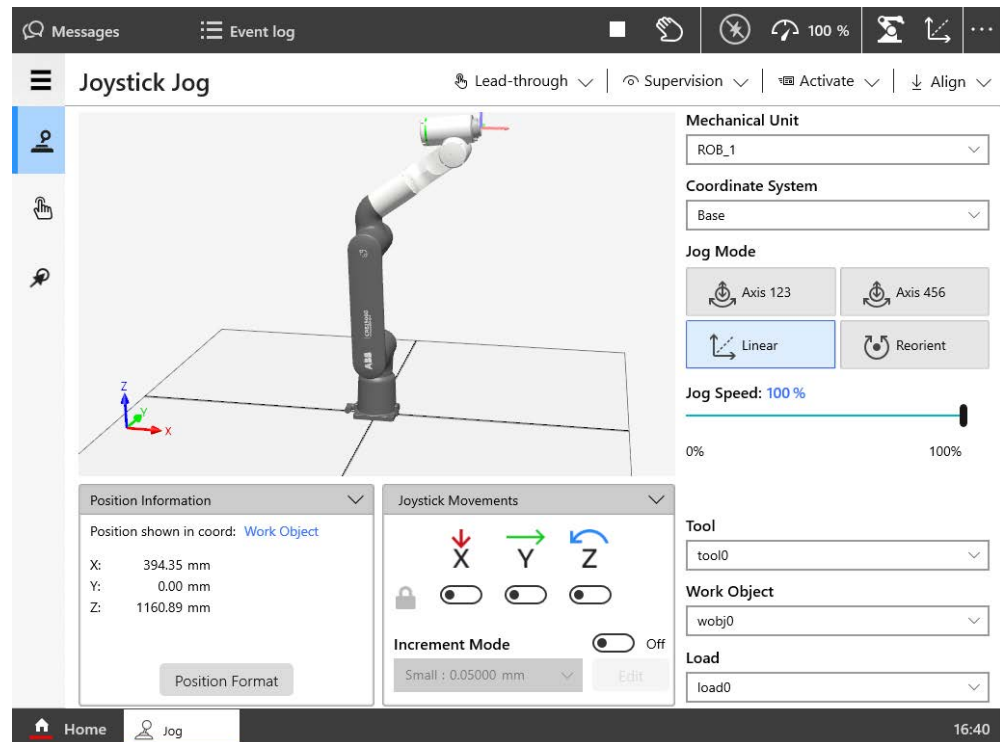 Messages
Event log
100 %
Joystick Jog
Lead-through
Supervision
Activate
Align
Mechanical Unit
ROB_1
Coordinate System
Base
Jog Mode
Axis 123
Axis 456
Linear
Reorient
Jog Speed: 100 %
0%
100%
ABB
Z
Y
X
Position Information
Position shown in coord: Work Object
X: 394.35 mm
Y: 0.00 mm
Z: 1160.89 mm
Position Format
Joystick Movements
X Y Z
Increment Mode
Off
Small : 0.05000 mm
Edit
Tool
tool0
Work Object
wobj0
Load
load0
Home
Jog
16:40